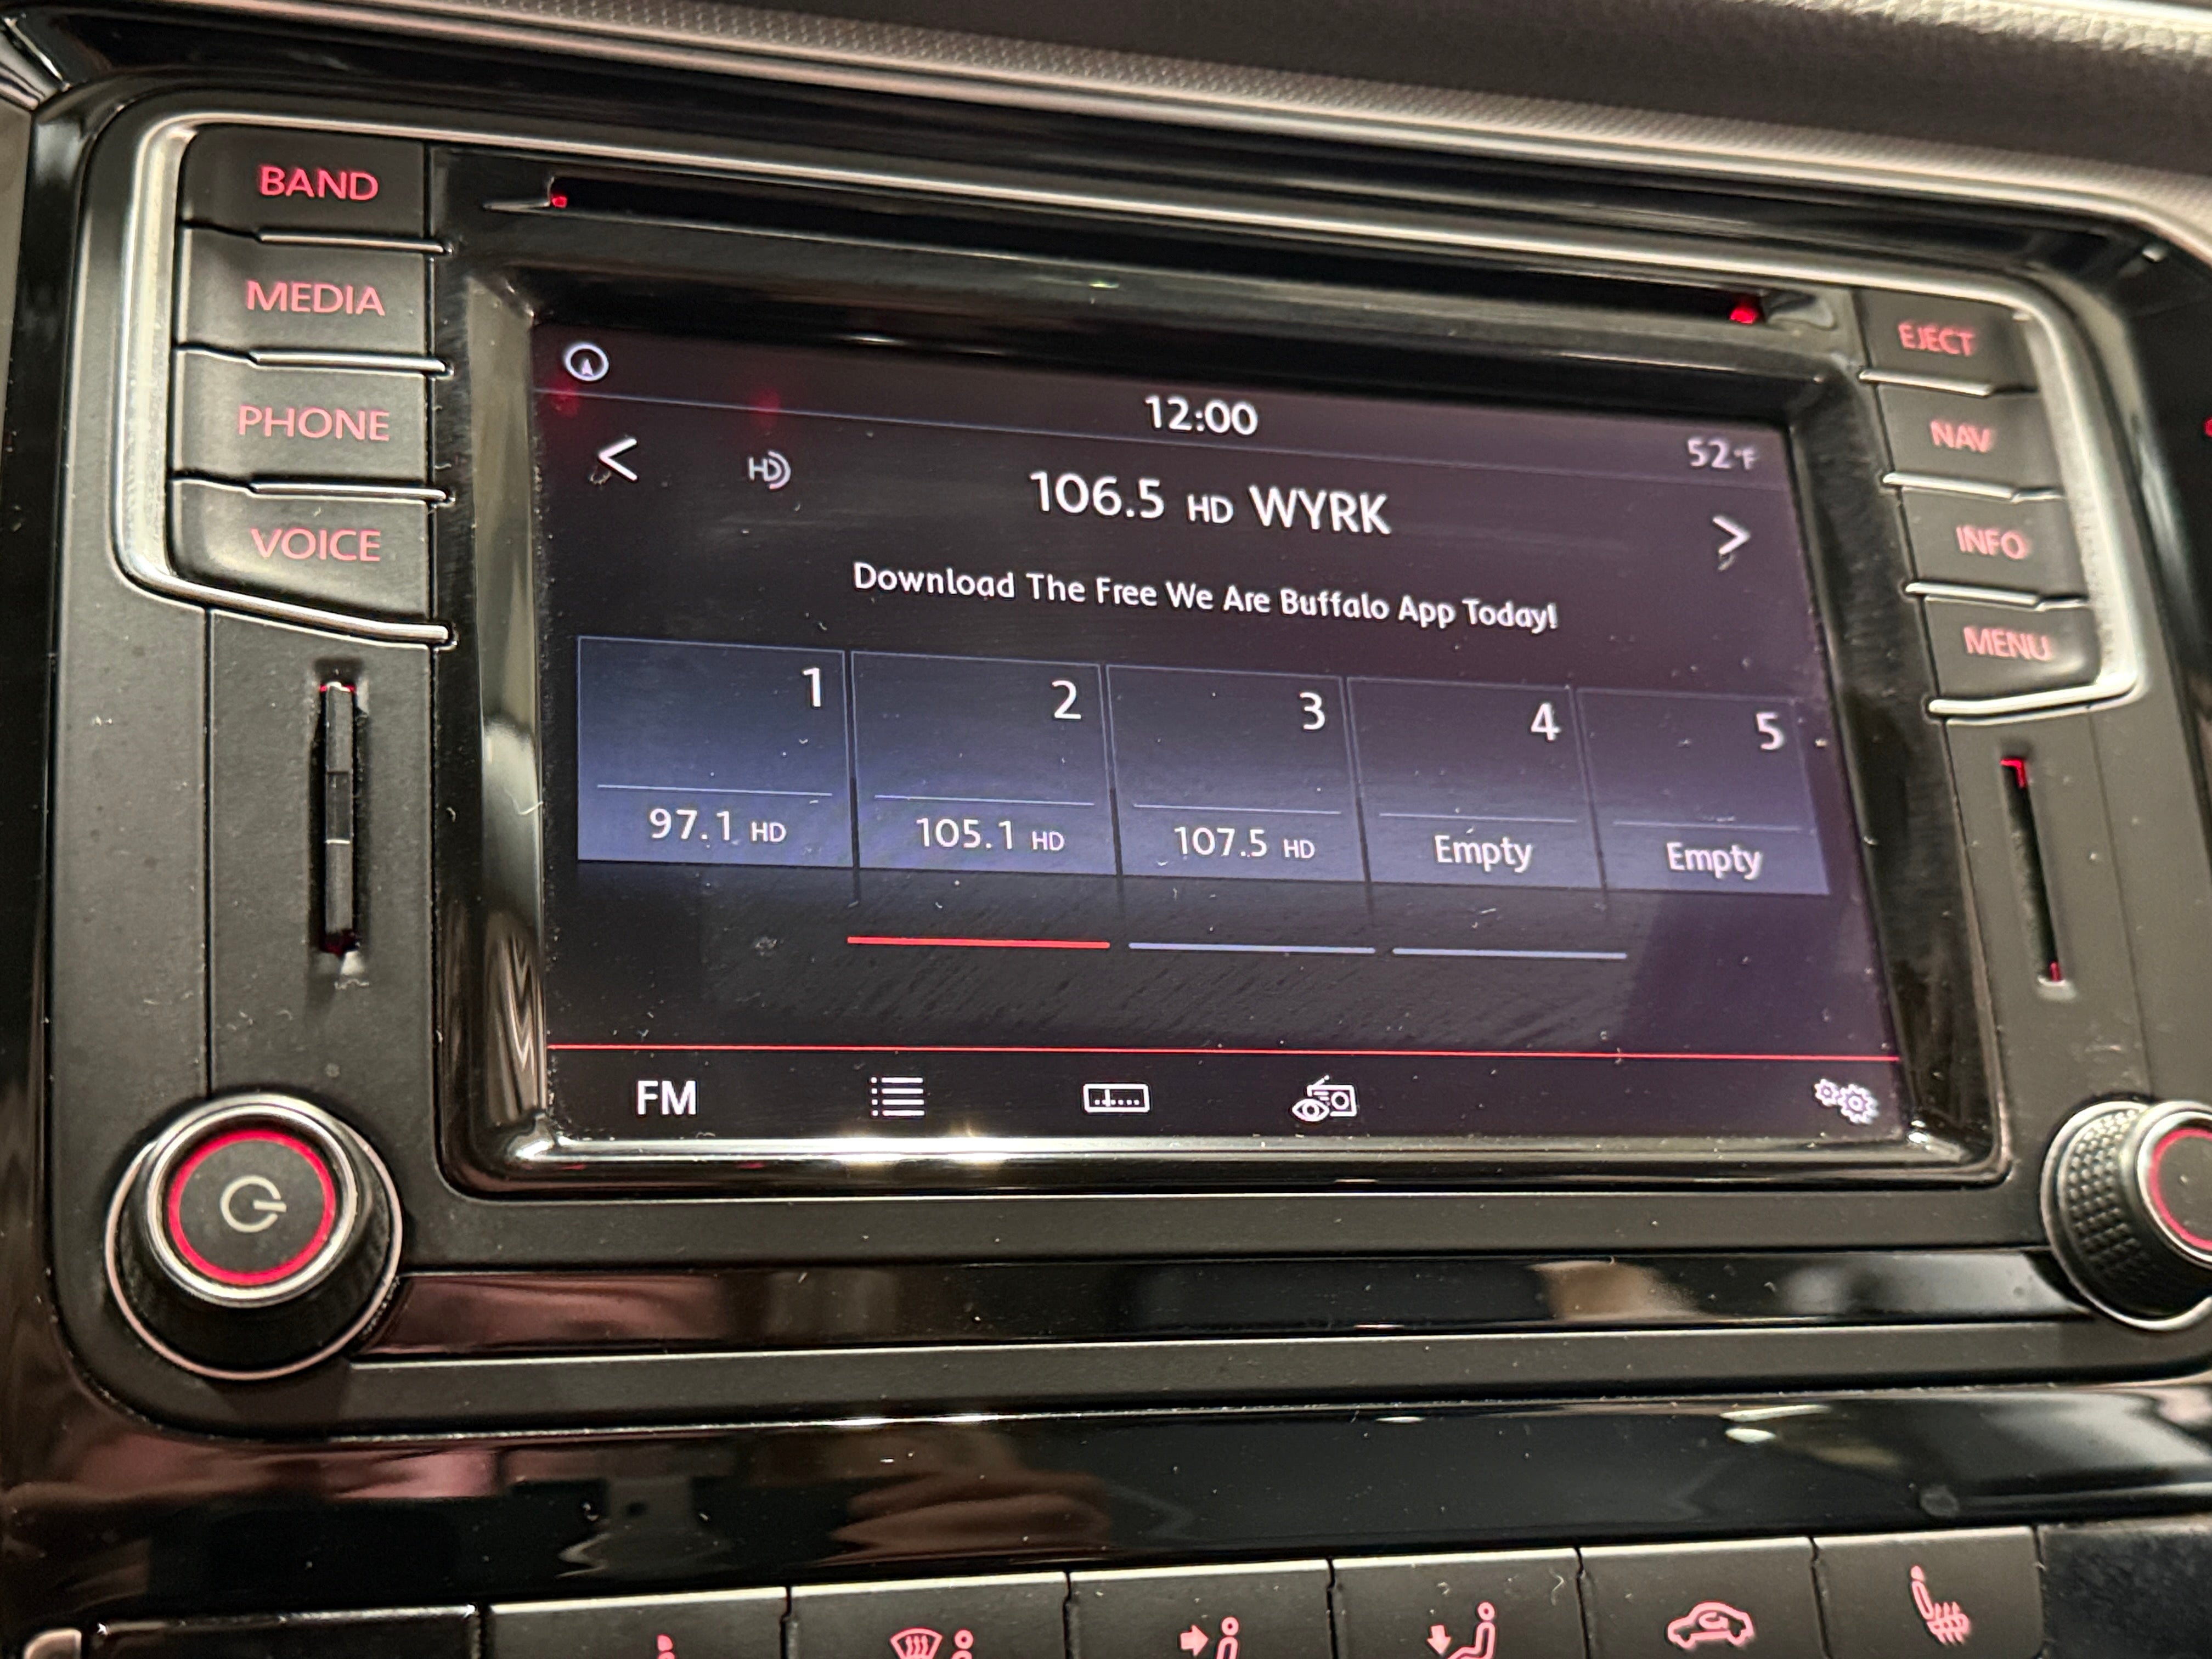 BAND
MEDIA
PHONE
VOICE
12:00
52°F
HD
106.5 HD WYRK
Download The Free We Are Buffalo App Today!
1
2
3
4
5
97.1 HD
105.1 HD
107.5 HD
Empty
Empty
FM
EJECT
NAV
INFO
MENU